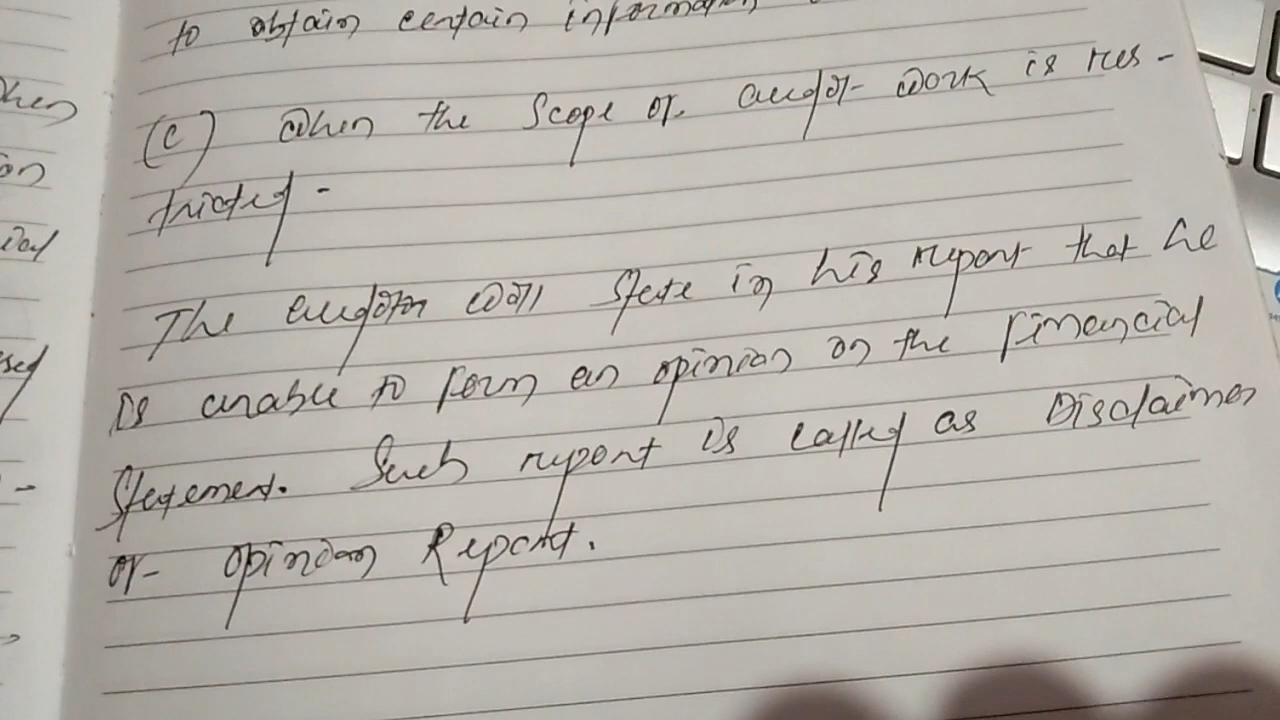 to obtain certain information
(c) when the scope of audit work is res-
tricted -
The auditor will state in his report that he
is unable to form an opinion on the financial
statement. Such report is called as Disclaimer
of opinion Report.